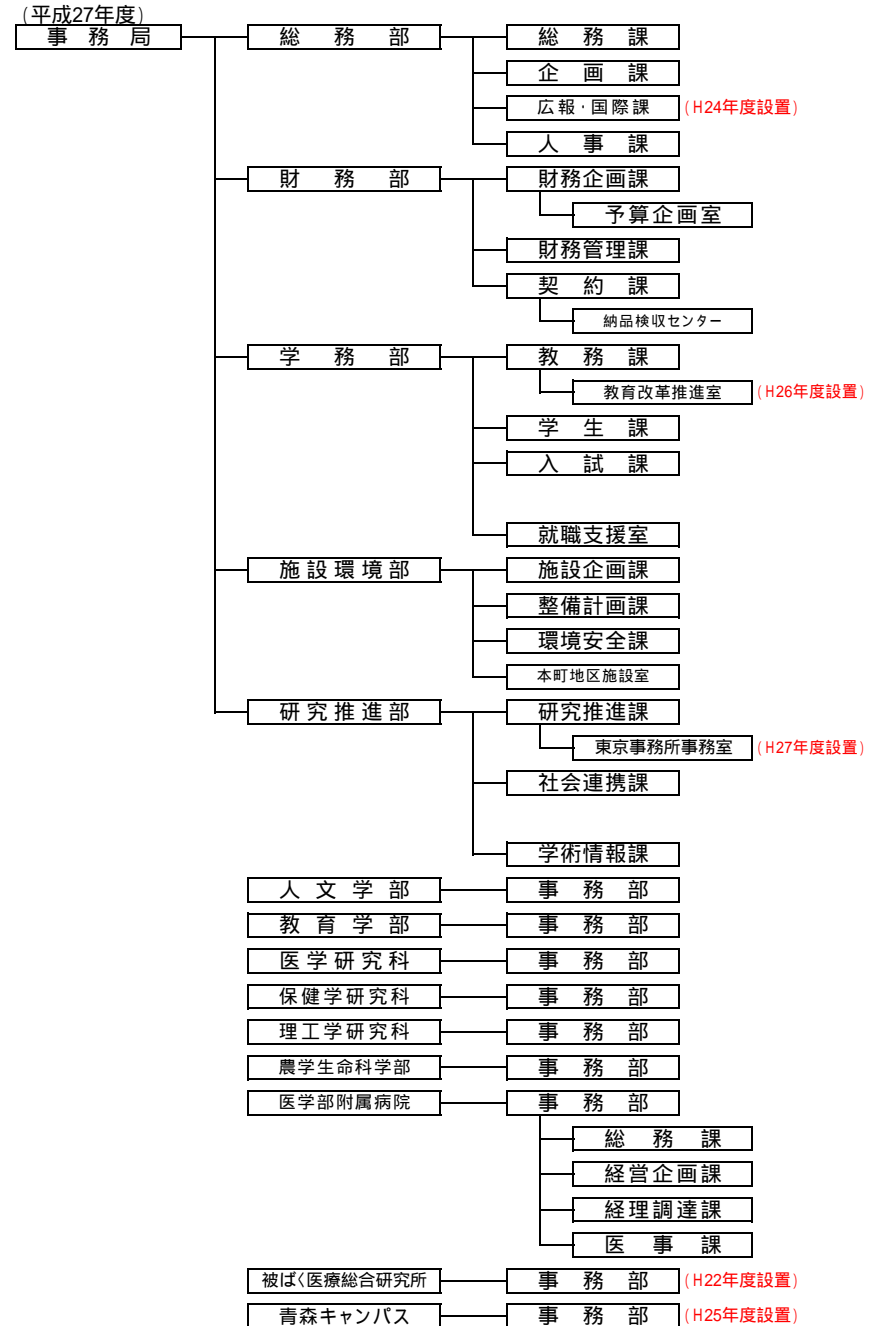 (平成27年度)
事務局 総務部 総務課
企画課
広報・国際課 (H24年度設置)
人事課
財務部 財務企画課
予算企画室
財務管理課
契約課
納品検収センター
学務部 教務課
教育改革推進室 (H26年度設置)
学生課
入試課
就職支援室
施設環境部 施設企画課
整備計画課
環境安全課
本町地区施設室
研究推進部 研究推進課
東京事務所事務室 (H27年度設置)
社会連携課
学術情報課
人文学部 事務部
教育学部 事務部
医学研究科 事務部
保健学研究科 事務部
理工学研究科 事務部
農学生命科学部 事務部
医学部附属病院 事務部
総務課
経営企画課
経理調達課
医事課
被ばく医療総合研究所 事務部 (H22年度設置)
青森キャンパス 事務部 (H25年度設置)